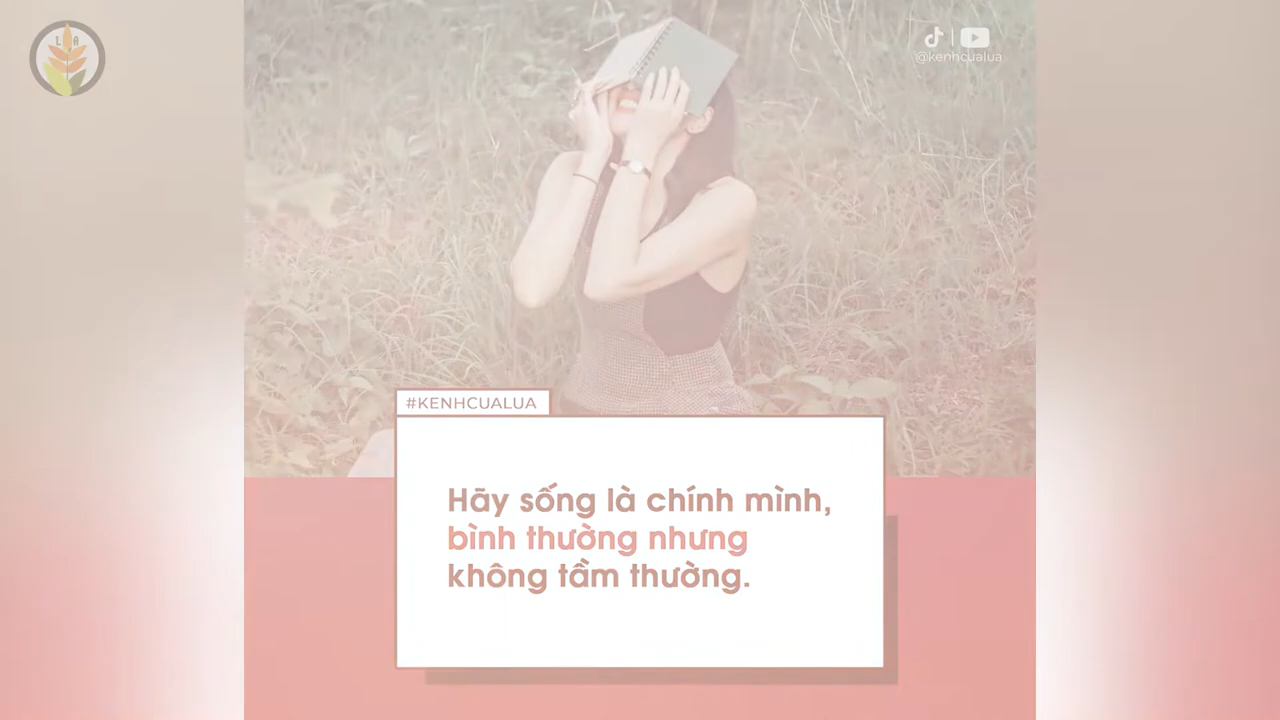 L A
@kenhcualua
#KENHCUALUA
Hãy sống là chính mình,
bình thường nhưng
không tầm thường.